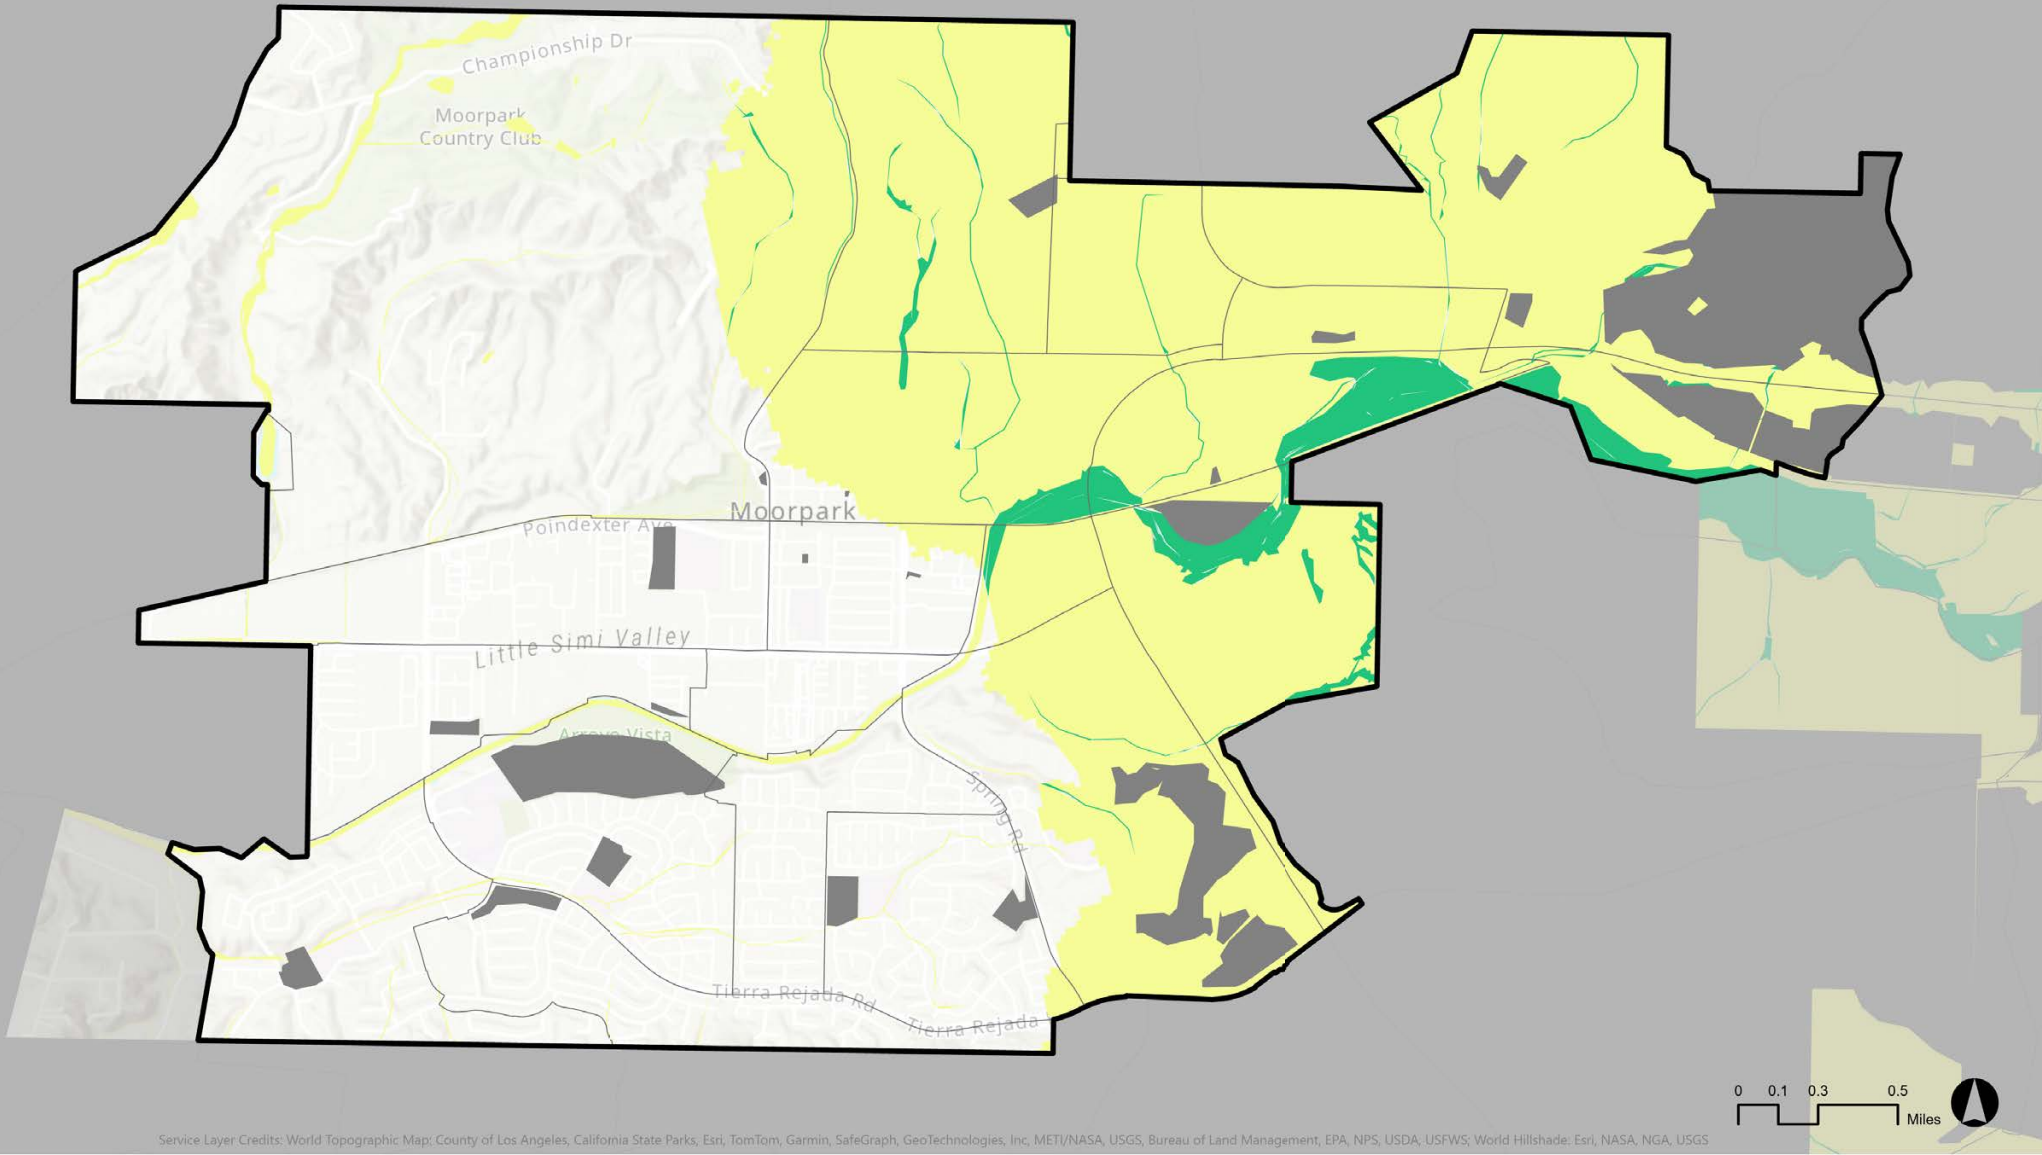 Championship Dr
Moorpark
Country Club
Moorpark
Poindexter Ave
Little Simi Valley
Arroyo Vista
Spring Rd
Tierra Rejada Rd
Tierra Rejada
0 0.1 0.3 0.5
Miles
Service Layer Credits: World Topographic Map: County of Los Angeles, California State Parks, Esri, TomTom, Garmin, SafeGraph, GeoTechnologies, Inc, METI/NASA, USGS, Bureau of Land Management, EPA, NPS, USDA, USFWS; World Hillshade: Esri, NASA, NGA, USGS